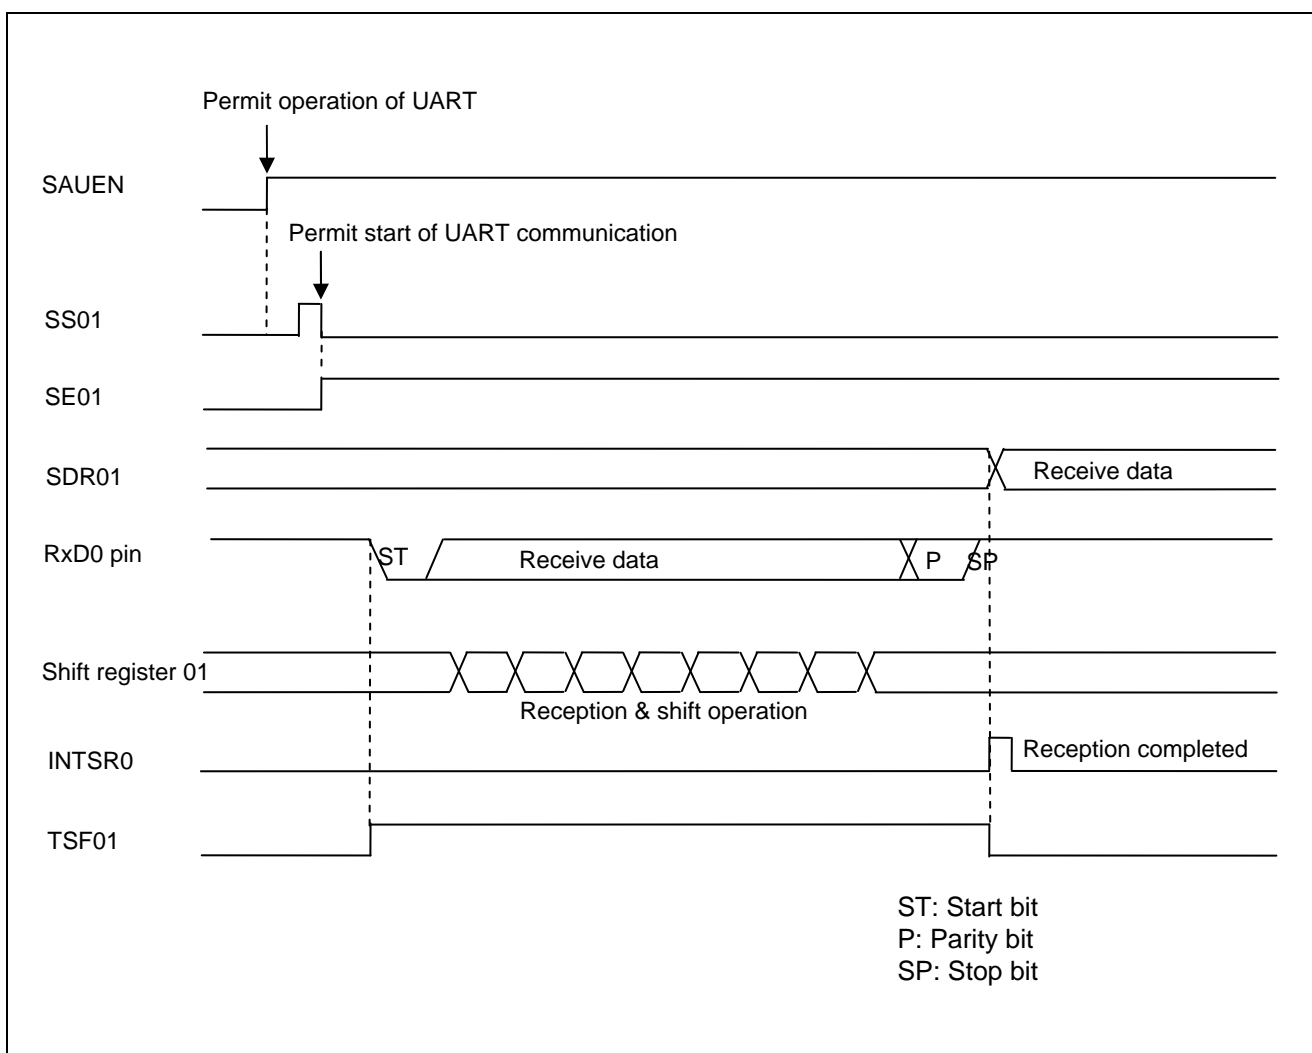 Permit operation of UART
SAUEN
Permit start of UART communication
SS01
SE01
SDR01
Receive data
RxD0 pin
ST
Receive data
P
SP
Shift register 01
Reception & shift operation
INTSR0
Reception completed
TSF01
ST: Start bit
P: Parity bit
SP: Stop bit